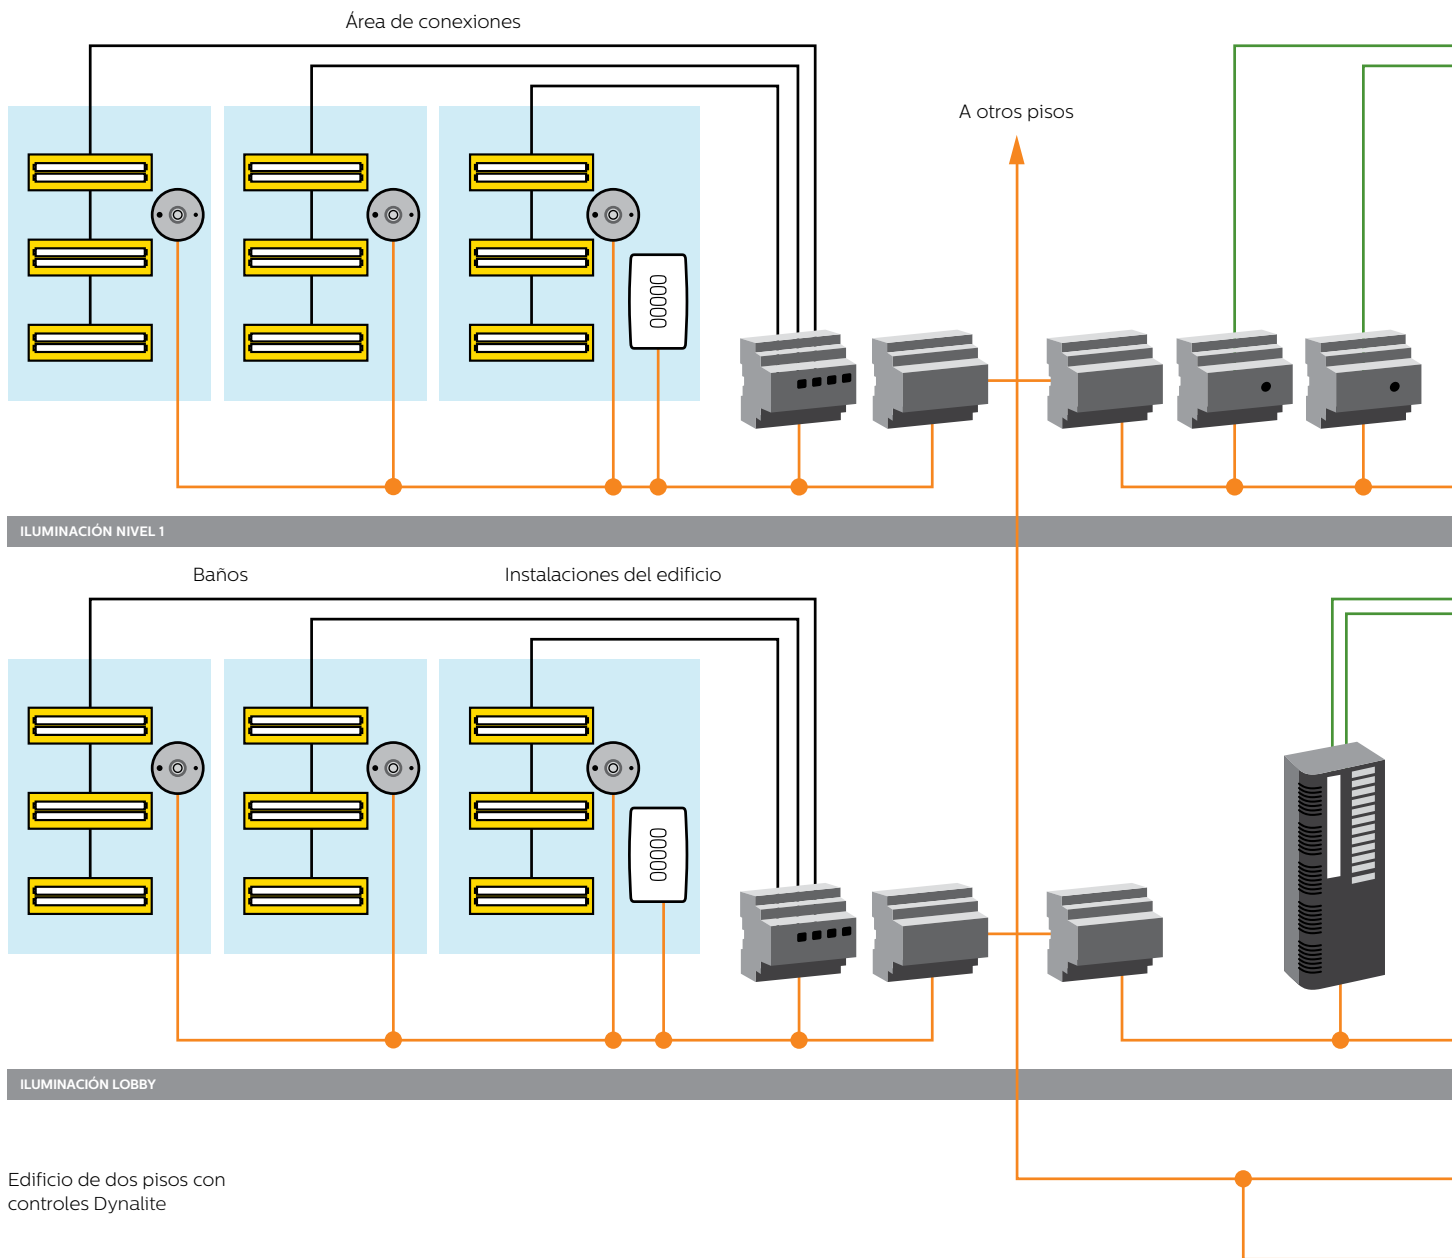 Área de conexiones
A otros pisos
ILUMINACIÓN NIVEL 1
Baños
Instalaciones del edificio
ILUMINACIÓN LOBBY
Edificio de dos pisos con
controles Dynalite